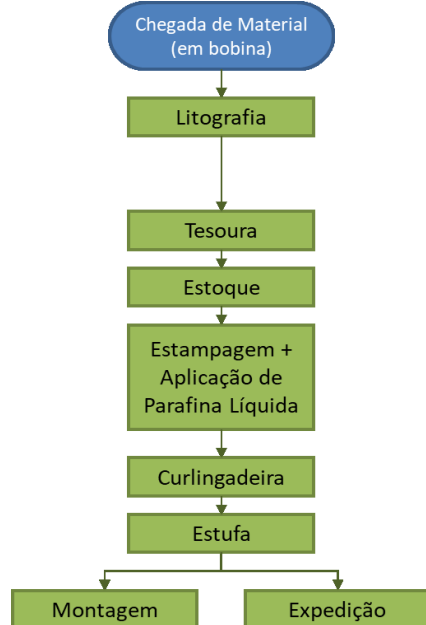 Chegada de Material
(em bobina)
Litografia
Tesoura
Estoque
Estampagem +
Aplicação de
Parafina Líquida
Curlingadeira
Estufa
Montagem
Expedição